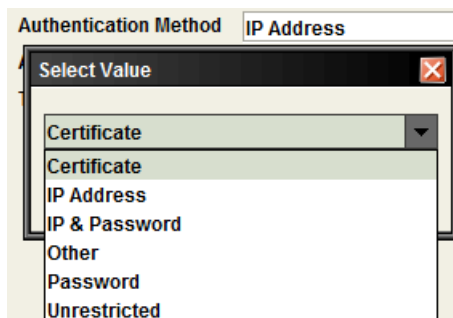 Authentication Method IP Address
Select Value
Certificate
Certificate
IP Address
IP & Password
Other
Password
Unrestricted